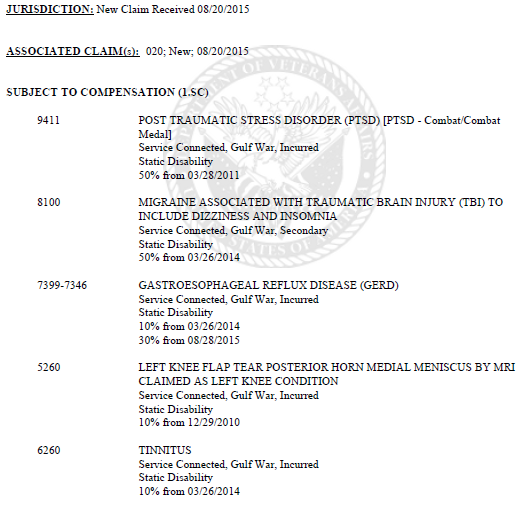 JURISDICTION: New Claim Received 08/20/2015
ASSOCIATED CLAIM(s): 020; New; 08/20/2015
SUBJECT TO COMPENSATION (1.SC)
9411 POST TRAUMATIC STRESS DISORDER (PTSD) [PTSD - Combat/Combat
Medal]
Service Connected, Gulf War, Incurred
Static Disability
50% from 03/28/2011
8100 MIGRAINE ASSOCIATED WITH TRAUMATIC BRAIN INJURY (TBI) TO
INCLUDE DIZZINESS AND INSOMNIA
Service Connected, Gulf War, Secondary
Static Disability
50% from 03/26/2014
7399-7346 GASTROESOPHAGEAL REFLUX DISEASE (GERD)
Service Connected, Gulf War, Incurred
Static Disability
10% from 03/26/2014
30% from 08/28/2015
5260 LEFT KNEE FLAP TEAR POSTERIOR HORN MEDIAL MENISCUS BY MRI
CLAIMED AS LEFT KNEE CONDITION
Service Connected, Gulf War, Incurred
Static Disability
10% from 12/29/2010
6260 TINNITUS
Service Connected, Gulf War, Incurred
Static Disability
10% from 03/26/2014